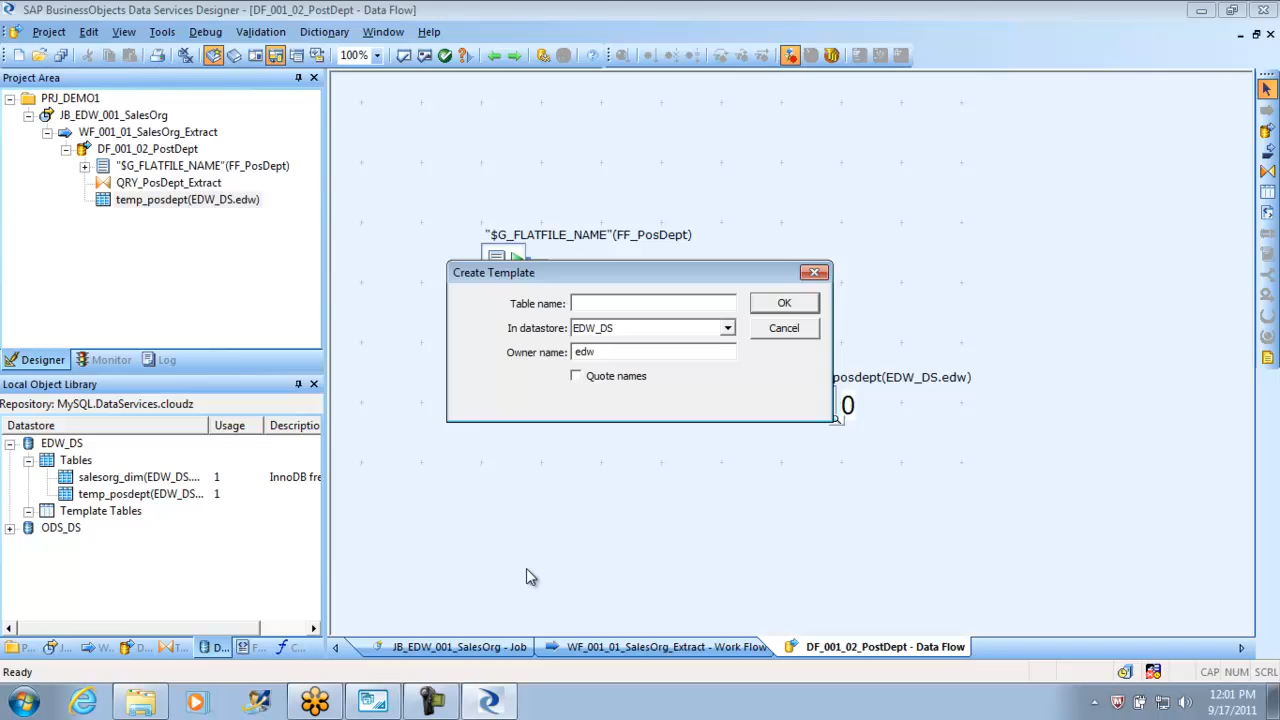 SAP BusinessObjects Data Services Designer - [DF_001_02_PostDept - Data Flow]
Project Edit View Tools Debug Validation Dictionary Window Help
100%
Project Area
PRJ_DEMO1
JB_EDW_001_SalesOrg
WF_001_01_SalesOrg_Extract
DF_001_02_PostDept
"$G_FLATFILE_NAME"(FF_PosDept)
QRY_PosDept_Extract
temp_posdept(EDW_DS.edw)
"$G_FLATFILE_NAME"(FF_PosDept)
Create Template
Table name:
OK
In datastore: EDW_DS
Cancel
Owner name: edw
Quote names
posdept(EDW_DS.edw)
0
Designer Monitor Log
Local Object Library
Repository: MySQL.DataServices.cloudz
Datastore Usage Descriptio
EDW_DS
Tables
salesorg_dim(EDW_DS.... 1 InnoDB fre
temp_posdept(EDW_DS... 1
Template Tables
ODS_DS
P... J... W... D... T... D... F... C...
JB_EDW_001_SalesOrg - Job WF_001_01_SalesOrg_Extract - Work Flow DF_001_02_PostDept - Data Flow
Ready
CAP NUM SCRL
12:01 PM
9/17/2011